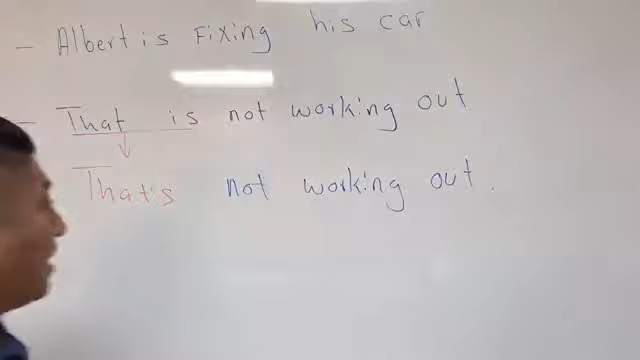 - Albert is Fixing his car
- That is not working out
That's not working out.